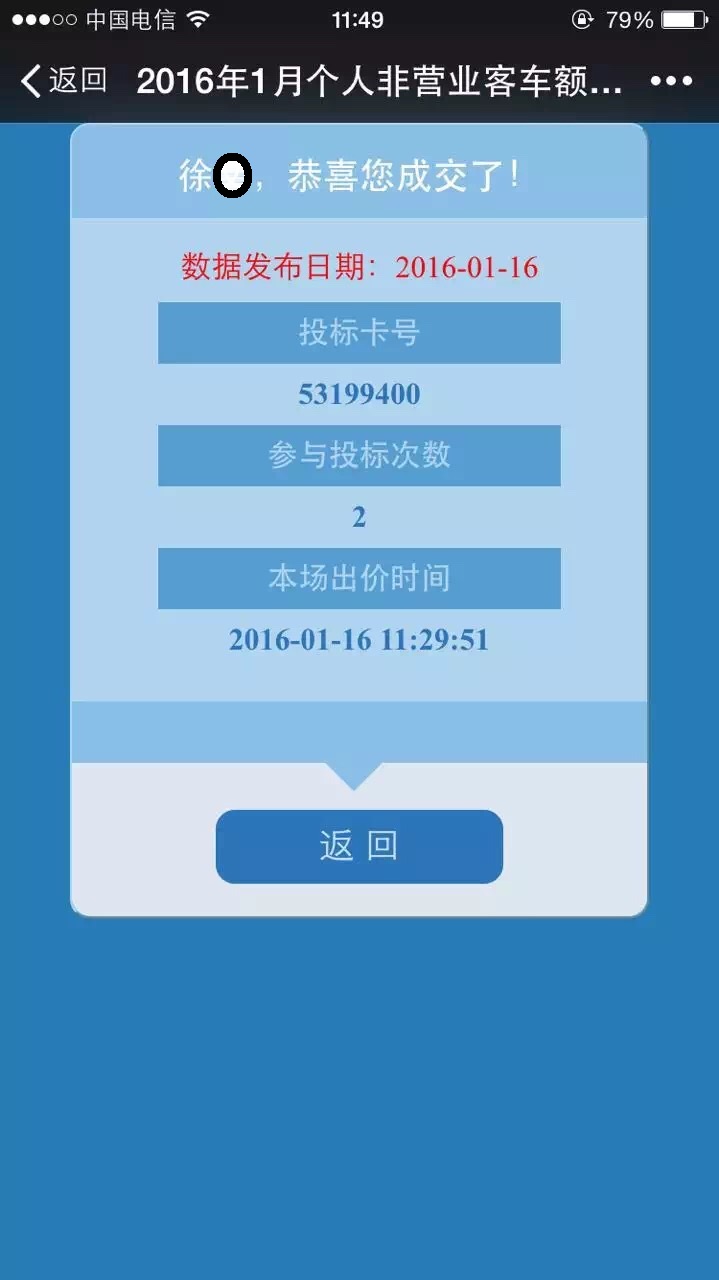 中国电信 11:49 79%
返回 2016年1月个人非营业客车额...
徐，恭喜您成交了！
数据发布日期：2016-01-16
投标卡号
53199400
参与投标次数
2
本场出价时间
2016-01-16 11:29:51
返 回